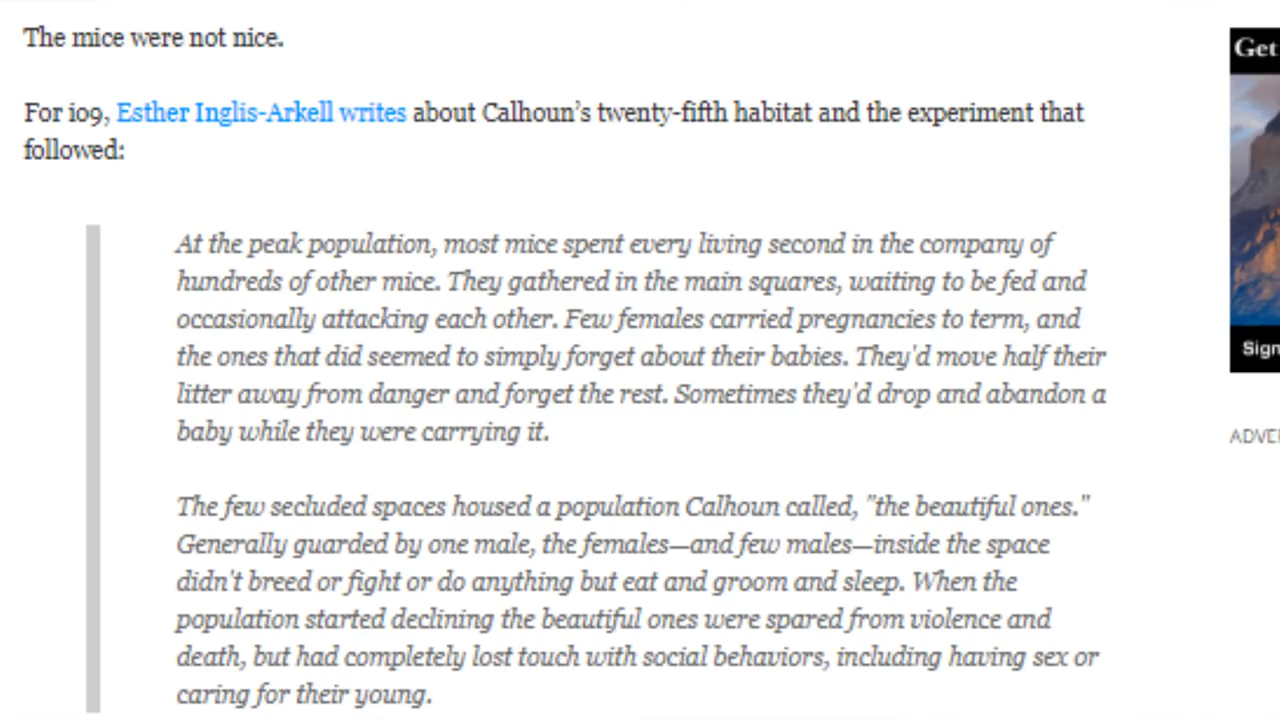 The mice were not nice.
For io9, Esther Inglis-Arkell writes about Calhoun's twenty-fifth habitat and the experiment that
followed:
At the peak population, most mice spent every living second in the company of
hundreds of other mice. They gathered in the main squares, waiting to be fed and
occasionally attacking each other. Few females carried pregnancies to term, and
the ones that did seemed to simply forget about their babies. They'd move half their
litter away from danger and forget the rest. Sometimes they'd drop and abandon a
baby while they were carrying it.
The few secluded spaces housed a population Calhoun called, "the beautiful ones."
Generally guarded by one male, the females—and few males—inside the space
didn't breed or fight or do anything but eat and groom and sleep. When the
population started declining the beautiful ones were spared from violence and
death, but had completely lost touch with social behaviors, including having sex or
caring for their young.
Get
Sign